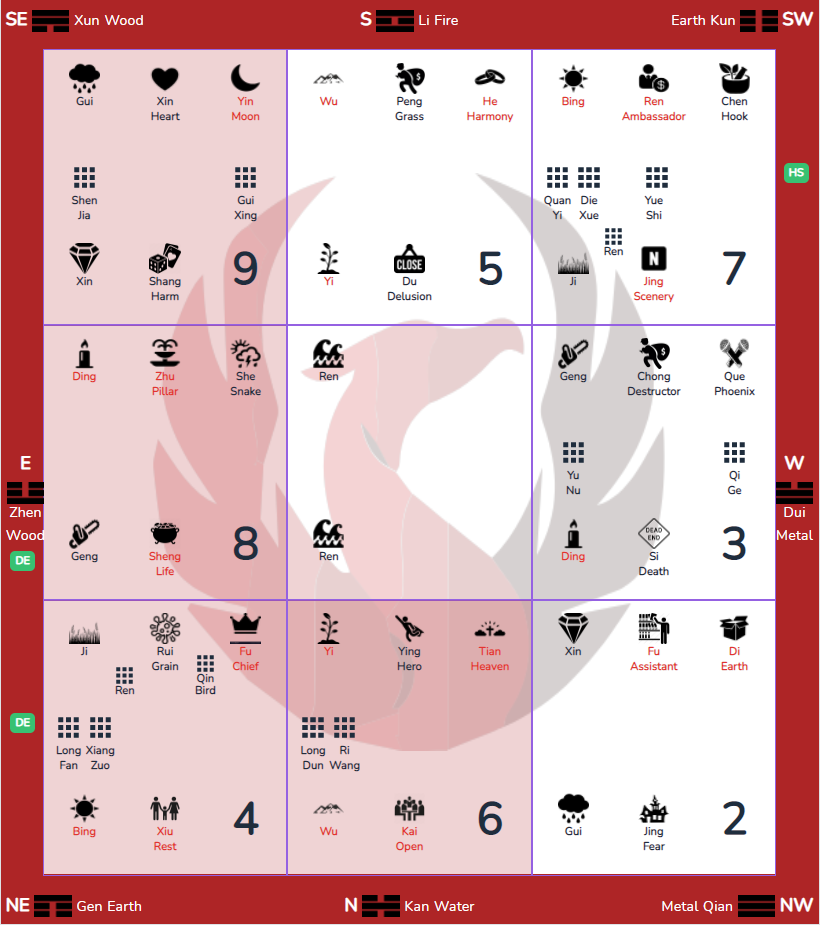 SE Xun Wood
S Li Fire
Earth Kun SW
Gui
Xin
Heart
Yin
Moon
Wu
Peng
Grass
He
Harmony
Bing
Ren
Ambassador
Chen
Hook
HS
Shen
Jia
Gui
Xing
Quan
Yi
Die
Xue
Yue
Shi
Ren
Xin
Shang
Harm
9
Yi
CLOSE
Du
Delusion
5
Ji
N
Jing
Scenery
7
Ding
Zhu
Pillar
She
Snake
Ren
Geng
Chong
Destructor
Que
Phoenix
E
Zhen
Wood
DE
W
Dui
Metal
Yu
Nu
Qi
Ge
Geng
Sheng
Life
8
Ren
Ding
DEAD
END
Si
Death
3
Ji
Rui
Grain
Fu
Chief
Ren
Qin
Bird
Yi
Ying
Hero
Tian
Heaven
Xin
Fu
Assistant
Di
Earth
DE
Long
Fan
Xiang
Zuo
Long
Dun
Ri
Wang
Bing
Xiu
Rest
4
Wu
Kai
Open
6
Gui
Jing
Fear
2
NE Gen Earth
N Kan Water
Metal Qian NW